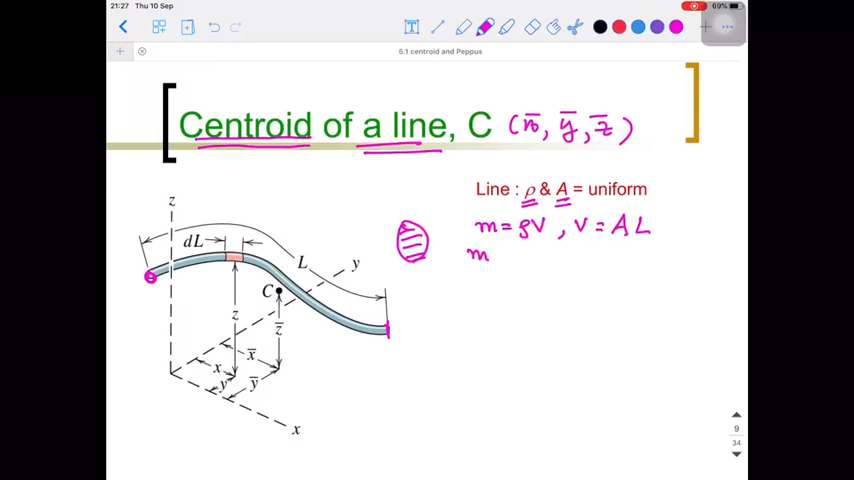 21:27 Thu 10 Sep
69%
5.1 centroid and Peppus
Centroid of a line, C (x̄, ȳ, z̄)
Line : ρ & A = uniform
m = ρV , V = AL
m
z
dL
L
y
C
z
z̄
x̄
x
y
ȳ
x
9
34